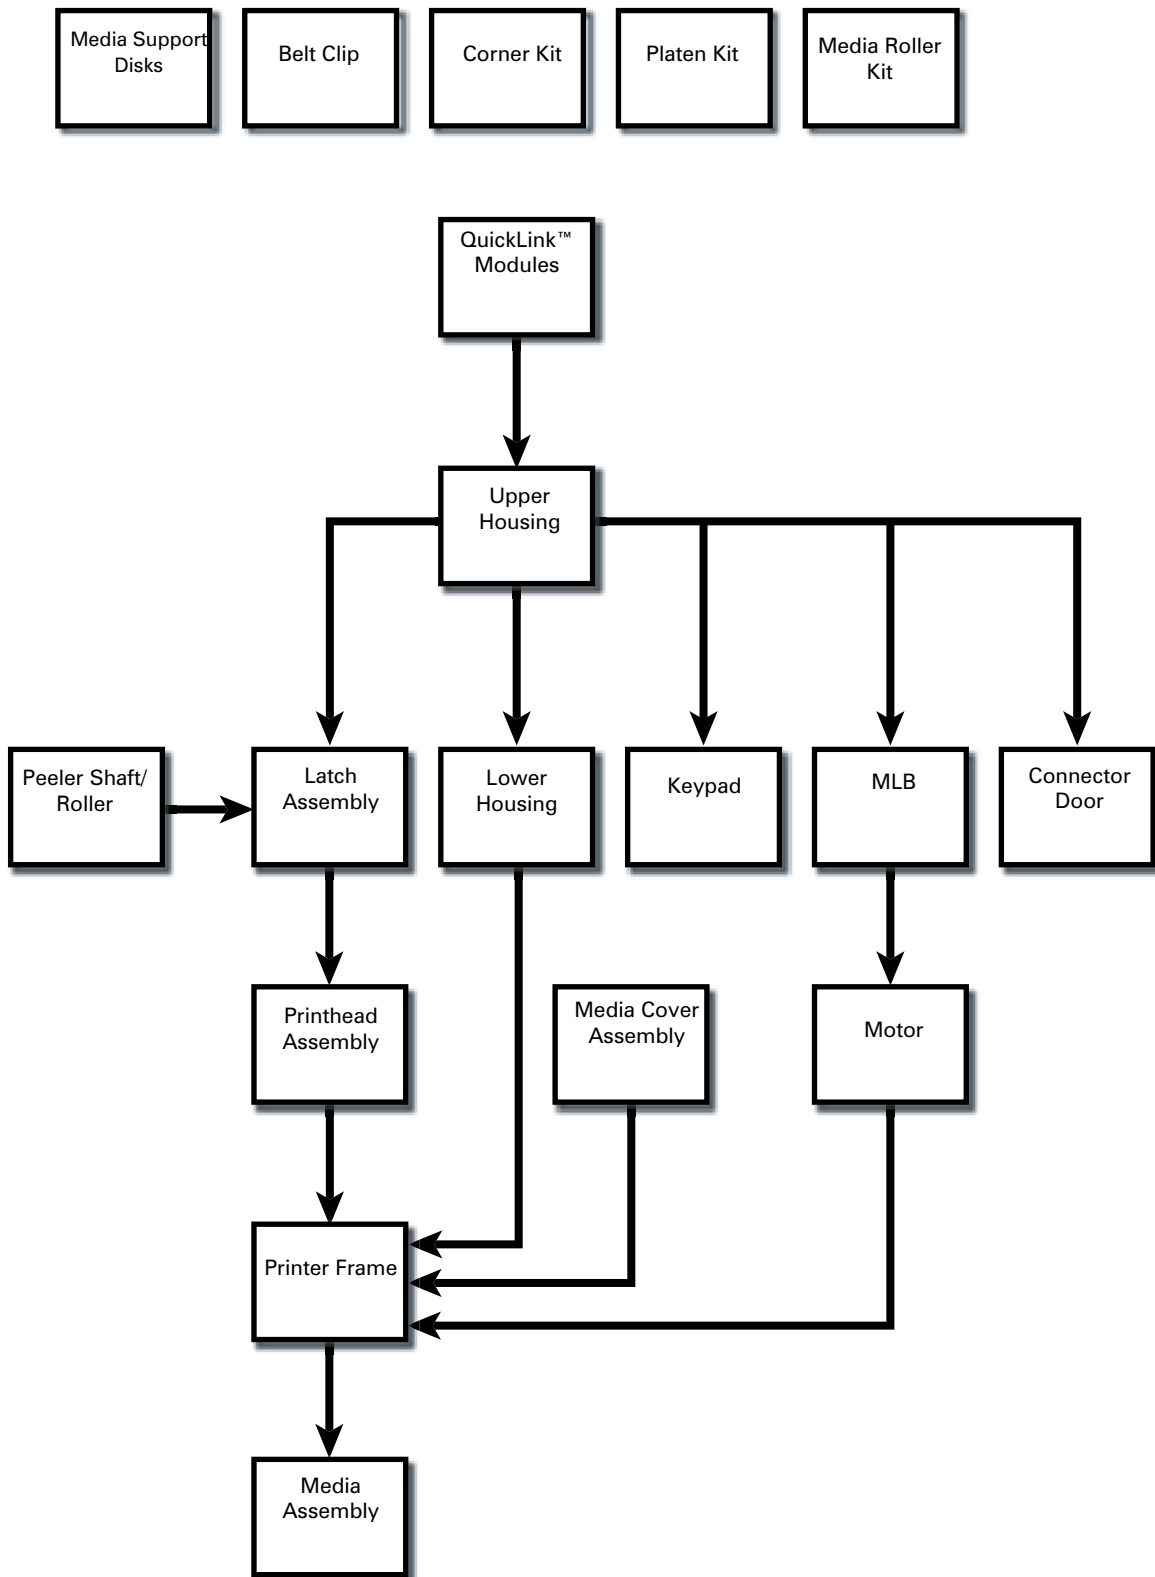 Media Support
Disks
Belt Clip
Corner Kit
Platen Kit
Media Roller
Kit
QuickLink™
Modules
Upper
Housing
Peeler Shaft/
Roller
Latch
Assembly
Lower
Housing
Keypad
MLB
Connector
Door
Printhead
Assembly
Media Cover
Assembly
Motor
Printer Frame
Media
Assembly